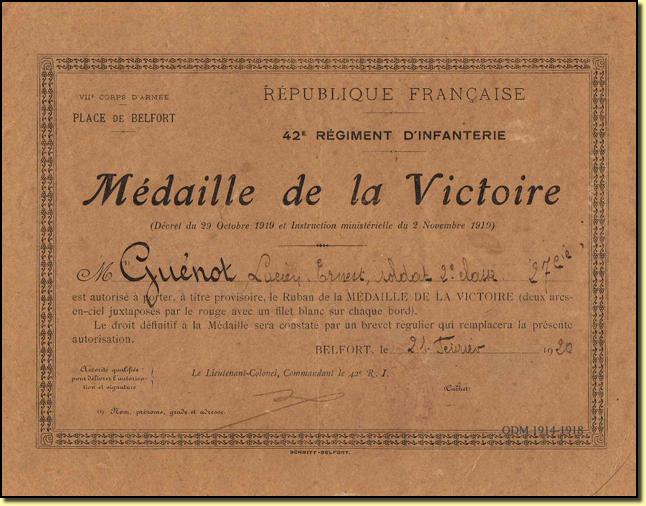 VIIᵉ CORPS D'ARMÉE
PLACE DE BELFORT
RÉPUBLIQUE FRANÇAISE
42ᴱ RÉGIMENT D'INFANTERIE
Médaille de la Victoire
(Décret du 29 Octobre 1919 et Instruction ministérielle du 2 Novembre 1919)
M Guénot Lucien Ernest, soldat 2ᵉ classe 27 Cie
est autorisé à porter, à titre provisoire, le Ruban de la MÉDAILLE DE LA VICTOIRE (deux arcs-
en-ciel juxtaposés par le rouge avec un filet blanc sur chaque bord).
Le droit définitif à la Médaille sera constaté par un brevet régulier qui remplacera la présente
autorisation.
BELFORT, le 21 Février 1920
Autorité qualifiée
pour délivrer l'autorisa-
tion et signature
Le Lieutenant-Colonel, Commandant le 42ᵉ R. I.
(Cachet)
(1) Nom, prénoms, grade et adresse.
ODM 1914-1918
SCHMITT-BELFORT.